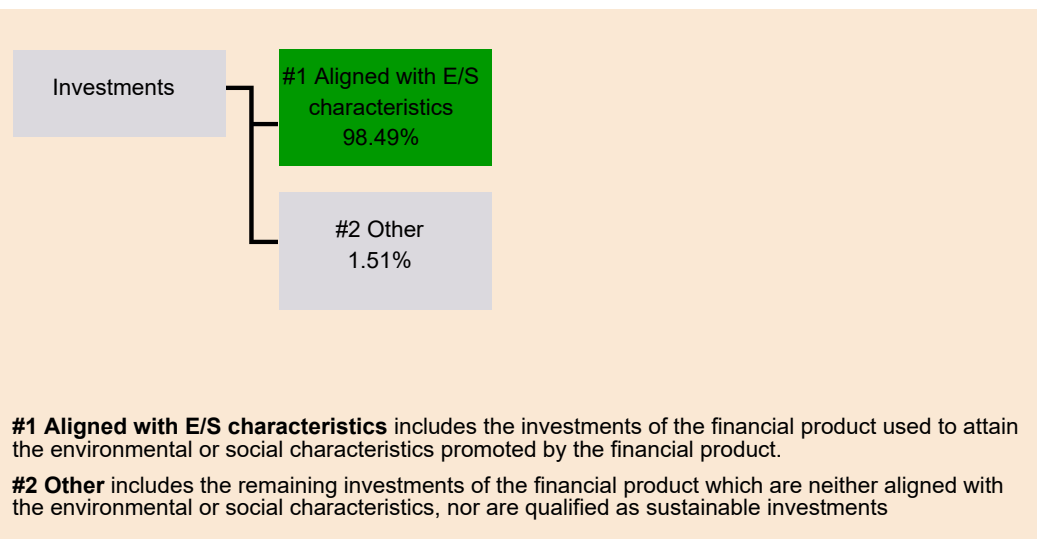 Investments
#1 Aligned with E/S
characteristics
98.49%
#2 Other
1.51%
#1 Aligned with E/S characteristics includes the investments of the financial product used to attain
the environmental or social characteristics promoted by the financial product.
#2 Other includes the remaining investments of the financial product which are neither aligned with
the environmental or social characteristics, nor are qualified as sustainable investments